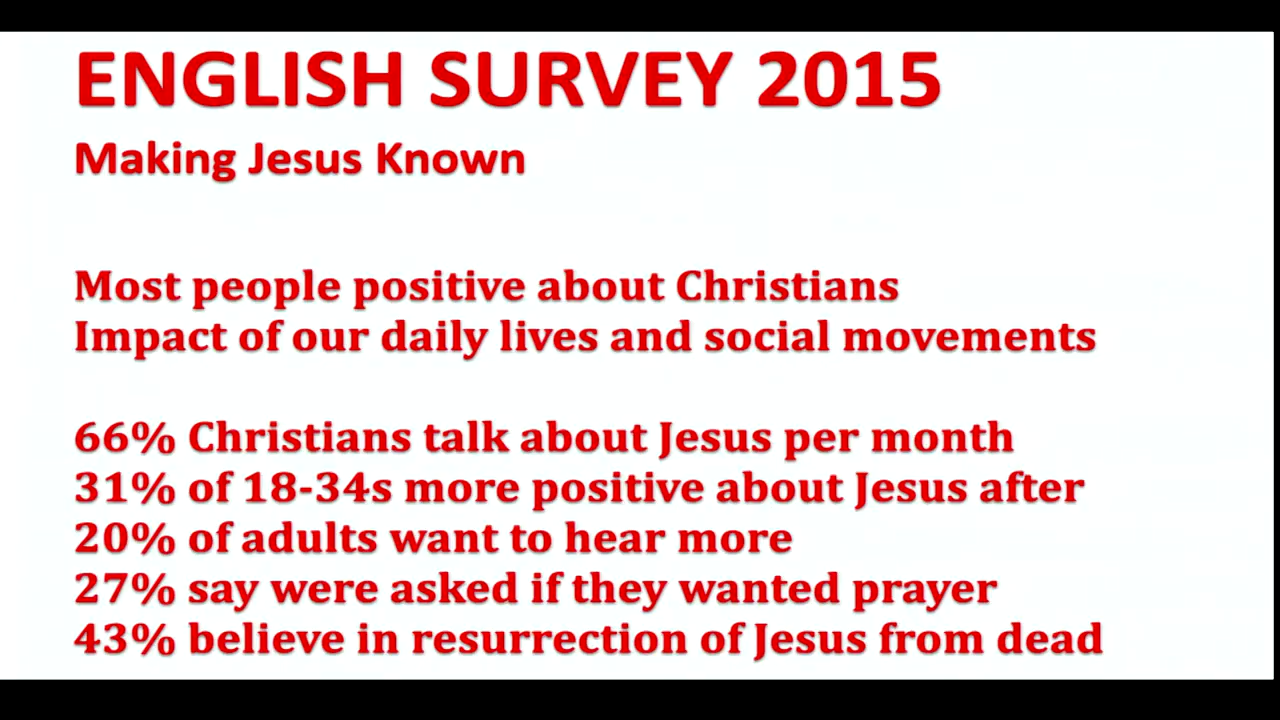 ENGLISH SURVEY 2015
Making Jesus Known
Most people positive about Christians
Impact of our daily lives and social movements
66% Christians talk about Jesus per month
31% of 18-34s more positive about Jesus after
20% of adults want to hear more
27% say were asked if they wanted prayer
43% believe in resurrection of Jesus from dead